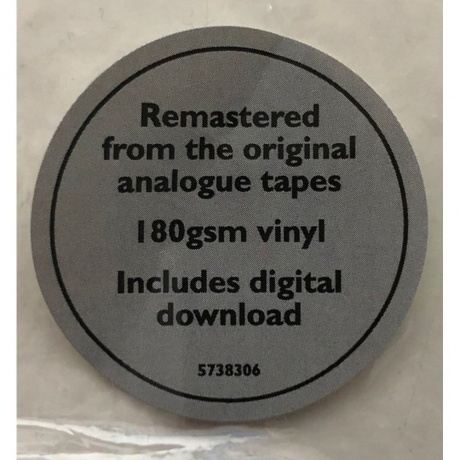 Remastered
from the original
analogue tapes
180gsm vinyl
Includes digital
download
5738306